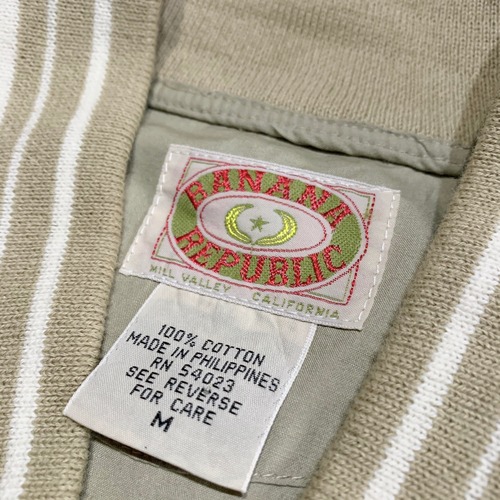 BANANA
REPUBLIC
MILL VALLEY CALIFORNIA
100% COTTON
MADE IN PHILIPPINES
RN 54023
SEE REVERSE
FOR CARE
M